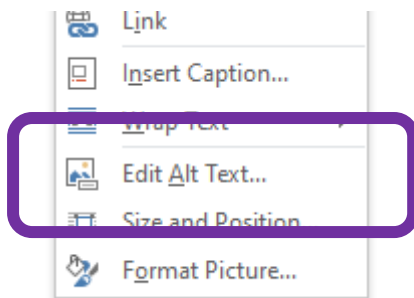 Link
Insert Caption...
Wrap Text
Edit Alt Text...
Size and Position
Format Picture...